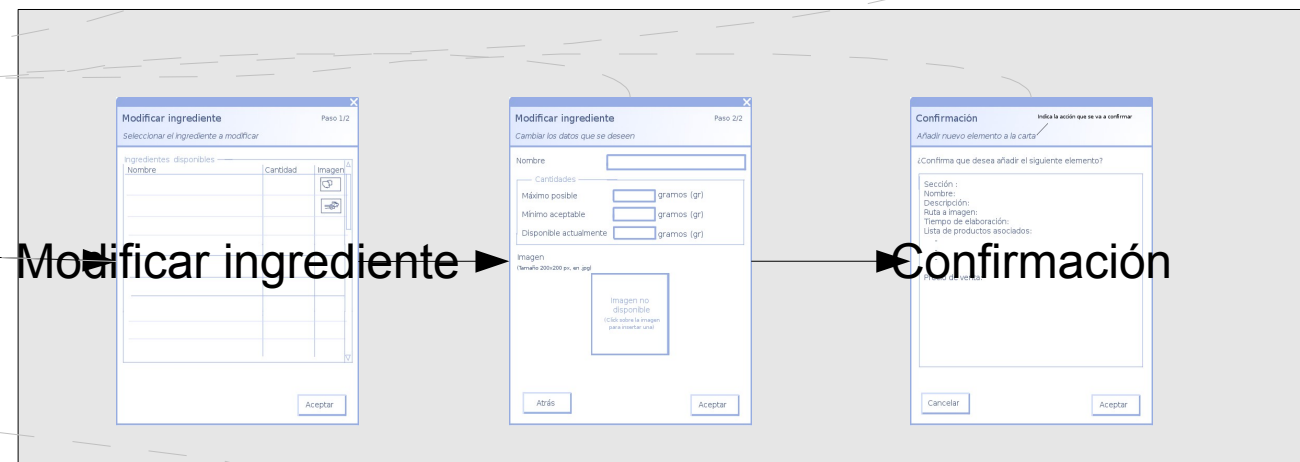 Modificar ingrediente
Paso 1/2
Seleccionar el ingrediente a modificar
Ingredientes disponibles
Nombre Cantidad Imagen
Aceptar
Modificar ingrediente
Modificar ingrediente
Paso 2/2
Cambiar los datos que se deseen
Nombre
Cantidades
Máximo posible gramos (gr)
Mínimo aceptable gramos (gr)
Disponible actualmente gramos (gr)
Imagen
(Tamaño 200x200 px, en .jpg)
Imagen no
disponible
(Click sobre la imagen
para insertar una)
Atrás
Aceptar
Confirmación
Indica la acción que se va a confirmar
Añadir nuevo elemento a la carta
¿Confirma que desea añadir el siguiente elemento?
Sección :
Nombre:
Descripción:
Ruta a imagen:
Tiempo de elaboración:
Lista de productos asociados:
-
-
Confirmación
Precio de venta:
Cancelar
Aceptar